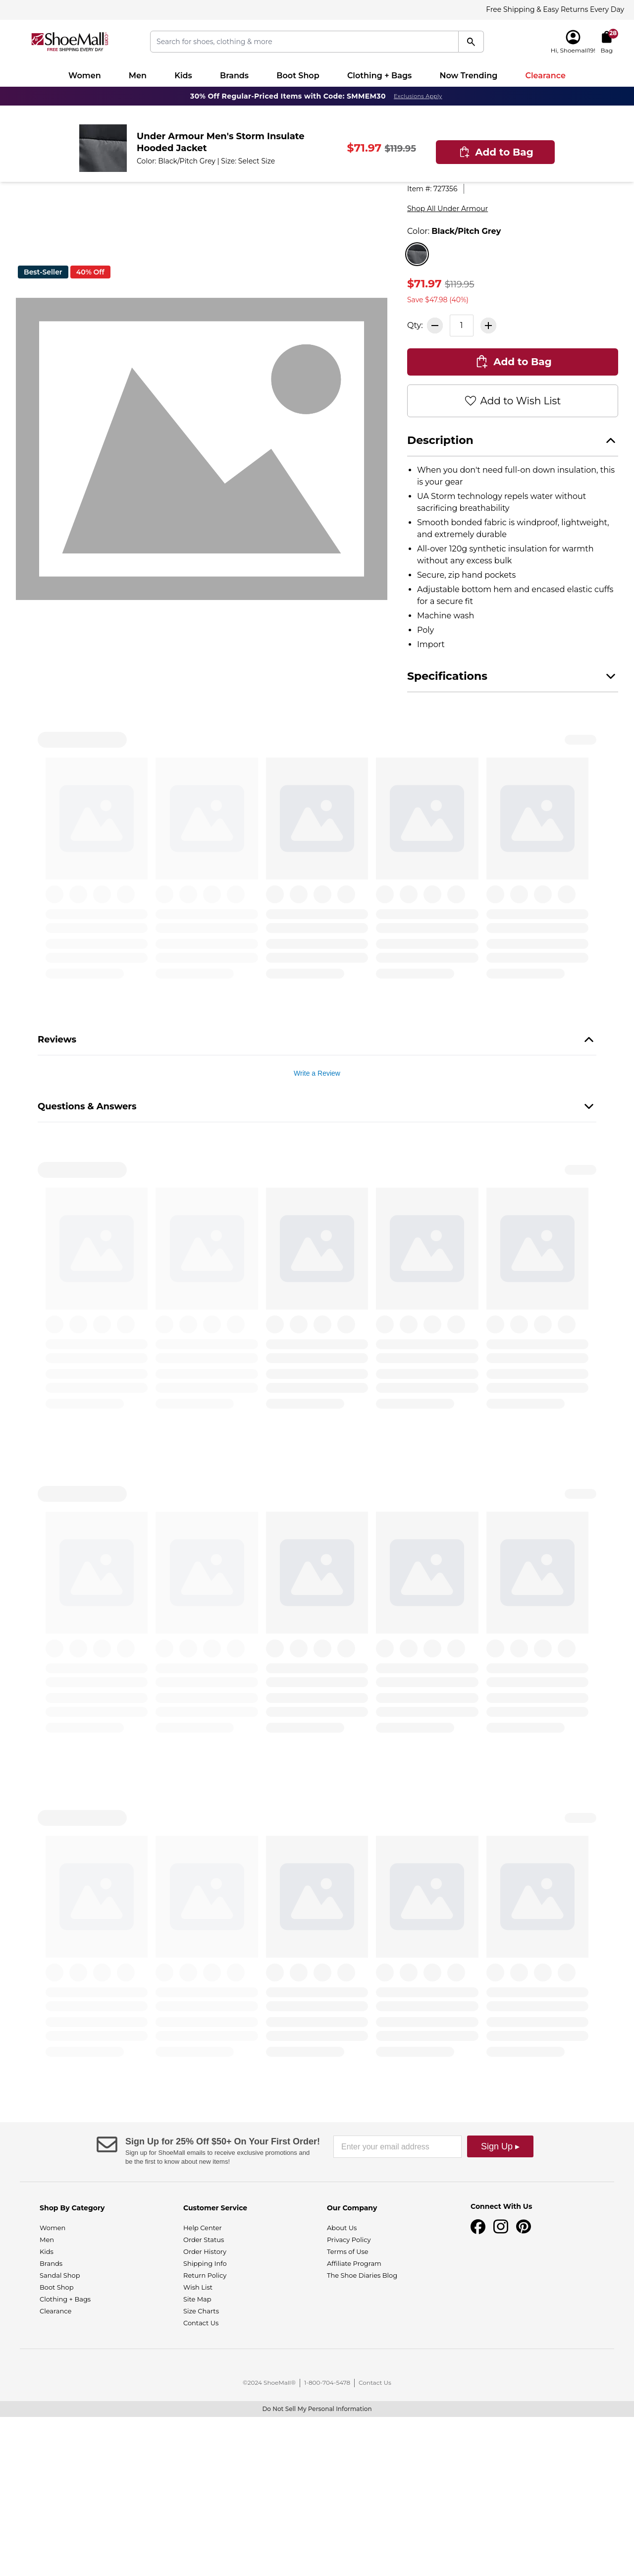 Free Shipping & Easy Returns Every Day
ShoeMall
FREE SHIPPING EVERY DAY
Search for shoes, clothing & more
Hi, Shoemall19!
28
Bag
Women
Men
Kids
Brands
Boot Shop
Clothing + Bags
Now Trending
Clearance
30% Off Regular-Priced Items with Code: SMMEM30 Exclusions Apply
Under Armour Men's Storm Insulate
Hooded Jacket
Color: Black/Pitch Grey | Size: Select Size
$71.97 $119.95
Add to Bag
Item #: 727356
Shop All Under Armour
Color: Black/Pitch Grey
Best-Seller
40% Off
$71.97 $119.95
Save $47.98 (40%)
Qty:
1
Add to Bag
Add to Wish List
Description
When you don't need full-on down insulation, this
is your gear
UA Storm technology repels water without
sacrificing breathability
Smooth bonded fabric is windproof, lightweight,
and extremely durable
All-over 120g synthetic insulation for warmth
without any excess bulk
Secure, zip hand pockets
Adjustable bottom hem and encased elastic cuffs
for a secure fit
Machine wash
Poly
Import
Specifications
Reviews
Write a Review
Questions & Answers
Sign Up for 25% Off $50+ On Your First Order!
Sign up for ShoeMall emails to receive exclusive promotions and
be the first to know about new items!
Enter your email address
Sign Up ▸
Shop By Category
Women
Men
Kids
Brands
Sandal Shop
Boot Shop
Clothing + Bags
Clearance
Customer Service
Help Center
Order Status
Order History
Shipping Info
Return Policy
Wish List
Site Map
Size Charts
Contact Us
Our Company
About Us
Privacy Policy
Terms of Use
Affiliate Program
The Shoe Diaries Blog
Connect With Us
©2024 ShoeMall® | 1-800-704-5478 | Contact Us
Do Not Sell My Personal Information